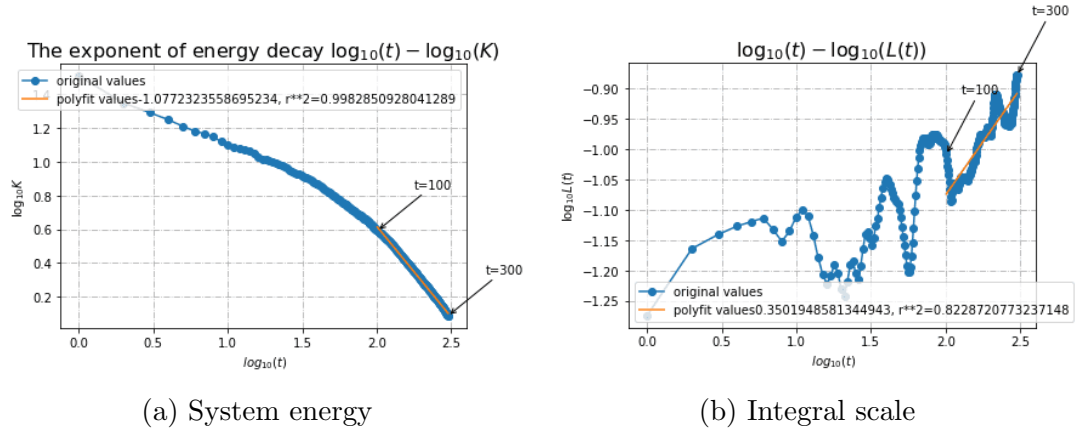 The exponent of energy decay log₁₀(t) − log₁₀(K)
original values
polyfit values-1.0772323558695234, r**2=0.9982850928041289
1.4
1.2
1.0
0.8
0.6
0.4
0.2
log₁₀K
t=100
t=300
0.0
0.5
1.0
1.5
2.0
2.5
log₁₀(t)
(a) System energy
log₁₀(t) − log₁₀(L(t))
t=300
t=100
−0.90
−0.95
−1.00
−1.05
−1.10
−1.15
−1.20
−1.25
log₁₀L(t)
original values
polyfit values0.3501948581344943, r**2=0.8228720773237148
0.0
0.5
1.0
1.5
2.0
2.5
log₁₀(t)
(b) Integral scale